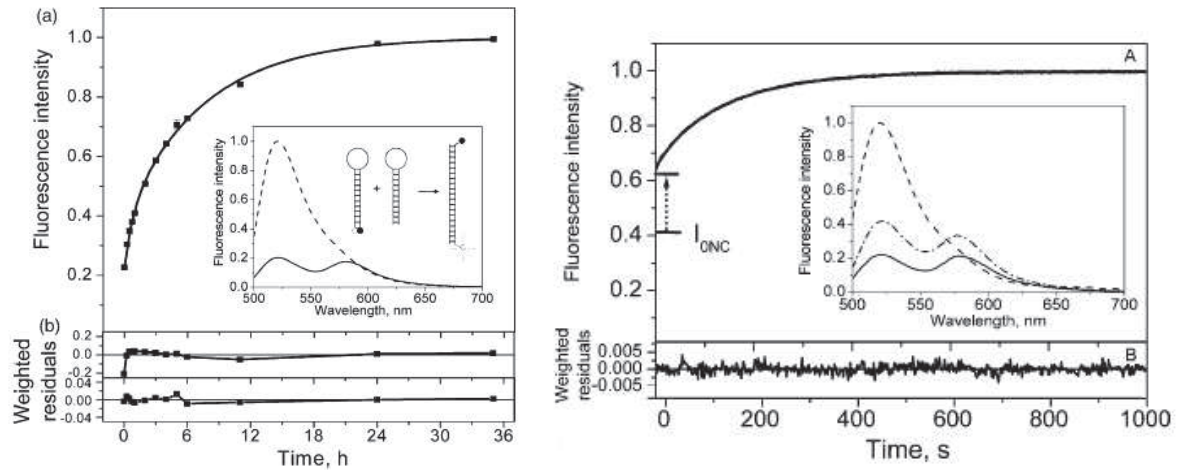 (a)
1.0
0.8
0.6
0.4
0.2
Fluorescence intensity
1.0
0.8
0.6
0.4
0.2
0.0
Fluorescence intensity
+
500 550 600 650 700
Wavelength, nm
(b)
0.2
0.0
-0.2
0.04
0.00
-0.04
Weighted
residuals
0 6 12 18 24 30 36
Time, h
A
1.0
0.8
0.6
0.4
0.2
Fluorescence intensity
I0NC
1.0
0.8
0.6
0.4
0.2
0.0
Fluorescence intensity
500 550 600 650 700
Wavelength, nm
B
0.005
0.000
-0.005
Weighted
residuals
0 200 400 600 800 1000
Time, s